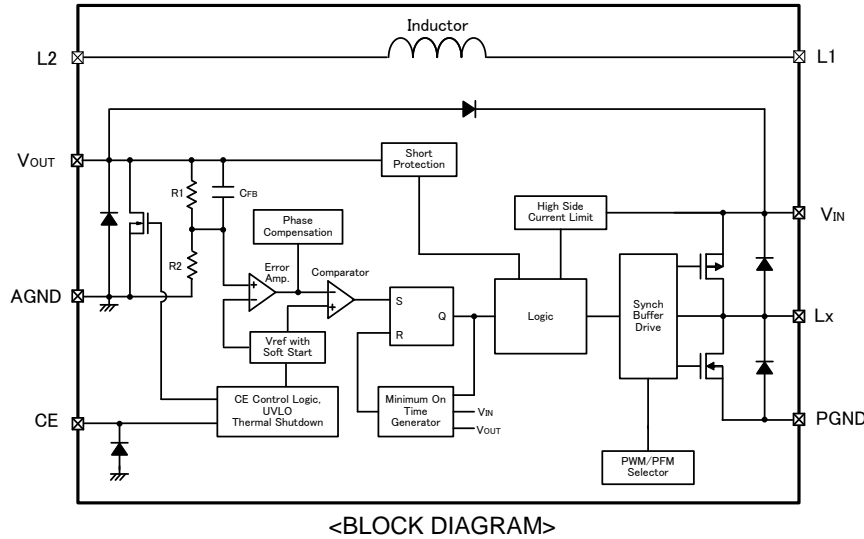 Inductor
L2
L1
VOUT
Short
Protection
R1
CFB
High Side
Current Limit
VIN
Phase
Compensation
R2
Error
Amp.
Comparator
AGND
+
−
−
+
S
Q
R
Logic
Synch
Buffer
Drive
Lx
Vref with
Soft Start
CE
CE Control Logic,
UVLO
Thermal Shutdown
Minimum On
Time
Generator
VIN
VOUT
PGND
PWM/PFM
Selector
<BLOCK DIAGRAM>